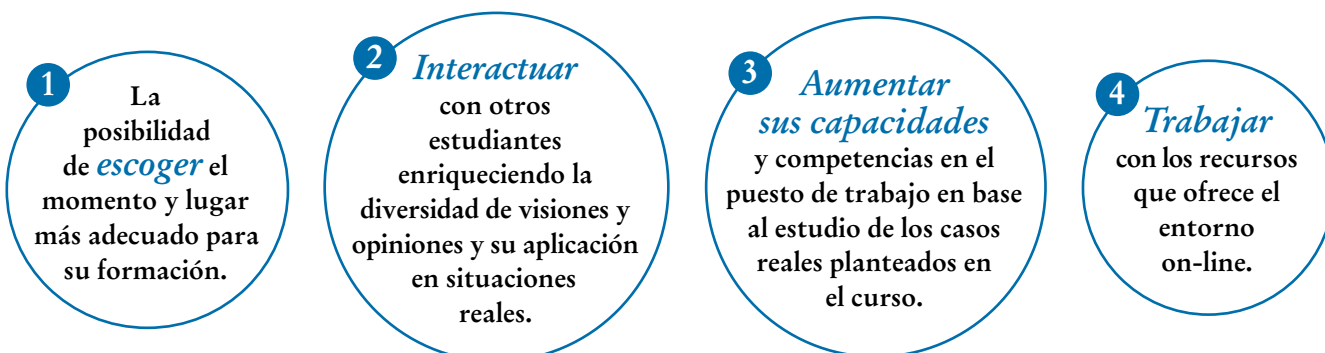 1
La
posibilidad
de escoger el
momento y lugar
más adecuado para
su formación.
2
Interactuar
con otros
estudiantes
enriqueciendo la
diversidad de visiones y
opiniones y su aplicación
en situaciones
reales.
3
Aumentar
sus capacidades
y competencias en el
puesto de trabajo en base
al estudio de los casos
reales planteados en
el curso.
4
Trabajar
con los recursos
que ofrece el
entorno
on-line.